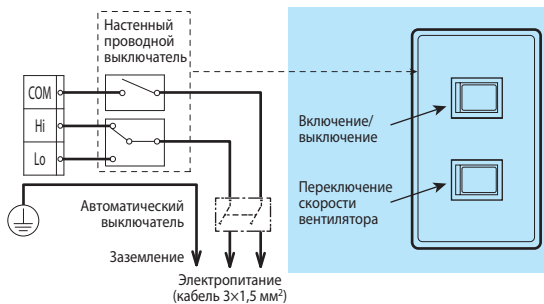 Настенный
проводной
выключатель
COM
Hi
Lo
Автоматический
выключатель
Заземление
Электропитание
(кабель 3×1,5 мм²)
Включение/
выключение
Переключение
скорости
вентилятора